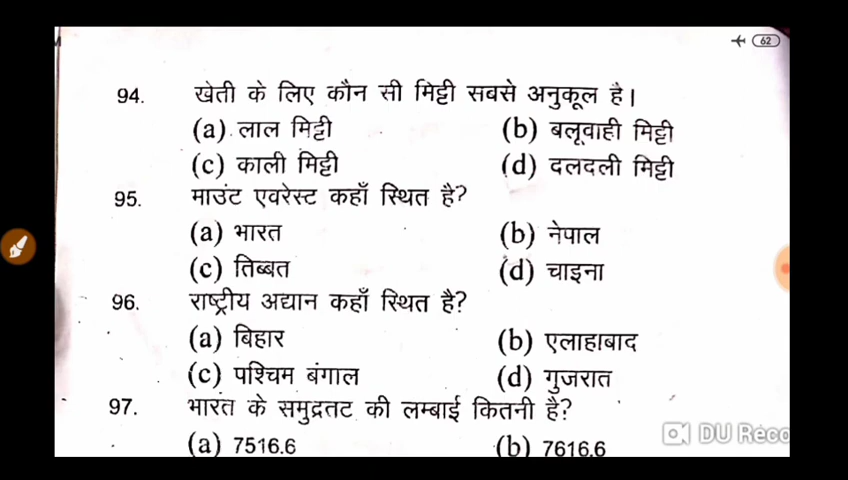 62
94. खेती के लिए कौन सी मिट्टी सबसे अनुकूल है।
(a) लाल मिट्टी (b) बलूवाही मिट्टी
(c) काली मिट्टी (d) दलदली मिट्टी
95. माउंट एवरेस्ट कहाँ स्थित है?
(a) भारत (b) नेपाल
(c) तिब्बत (d) चाइना
96. राष्ट्रीय अद्यान कहाँ स्थित है?
(a) बिहार (b) एलाहाबाद
(c) पश्चिम बंगाल (d) गुजरात
97. भारत के समुद्रतट की लम्बाई कितनी है?
(a) 7516.6 (b) 7616.6
DU Reco